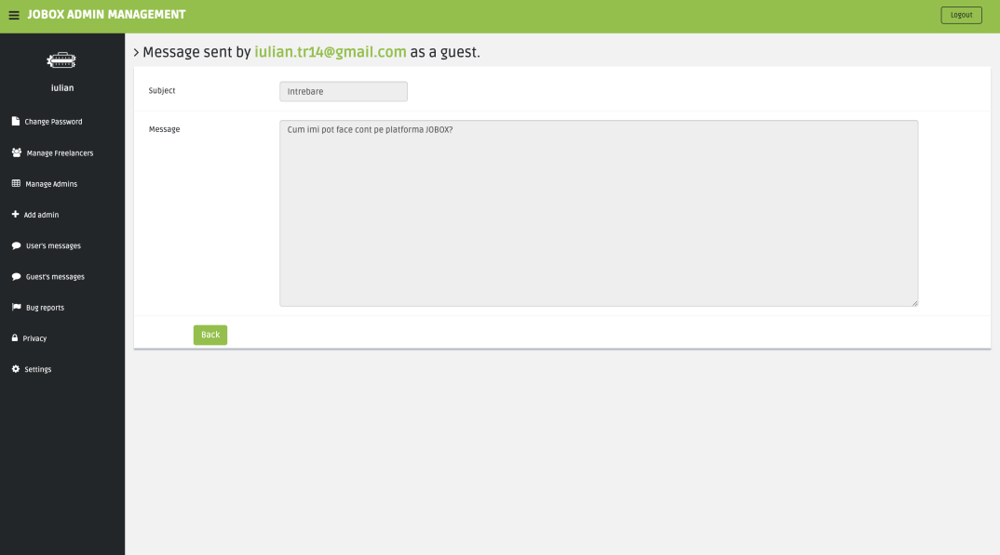 JOBOX ADMIN MANAGEMENT
Logout
iulian
Change Password
Manage Freelancers
Manage Admins
Add admin
User's messages
Guest's messages
Bug reports
Privacy
Settings
> Message sent by iulian.tr14@gmail.com as a guest.
Subject
Intrebare
Message
Cum imi pot face cont pe platforma JOBOX?
Back